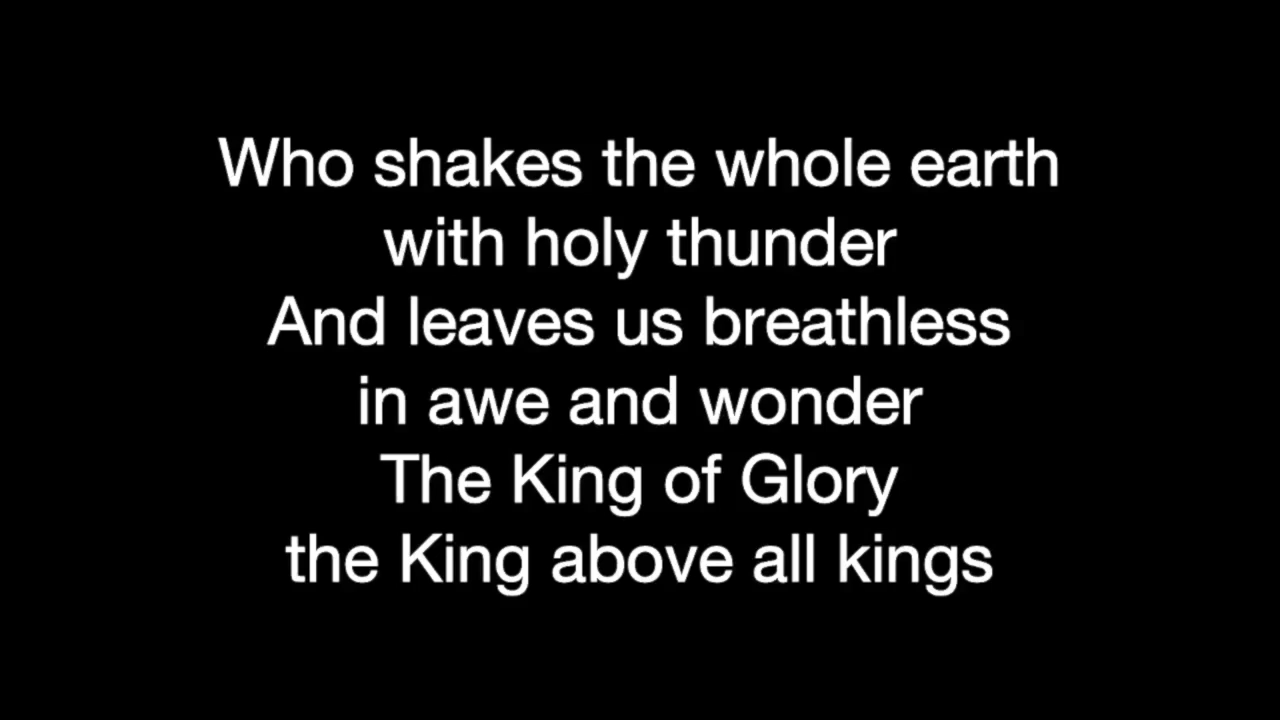 Who shakes the whole earth
with holy thunder
And leaves us breathless
in awe and wonder
The King of Glory
the King above all kings